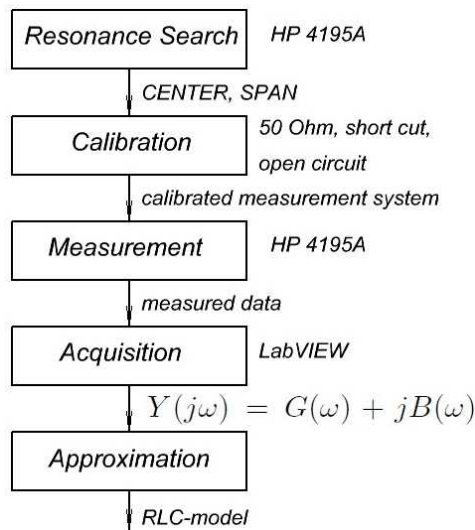 Resonance Search HP 4195A
CENTER, SPAN
Calibration 50 Ohm, short cut,
open circuit
calibrated measurement system
Measurement HP 4195A
measured data
Acquisition LabVIEW
Y(jω) = G(ω) + jB(ω)
Approximation
RLC-model